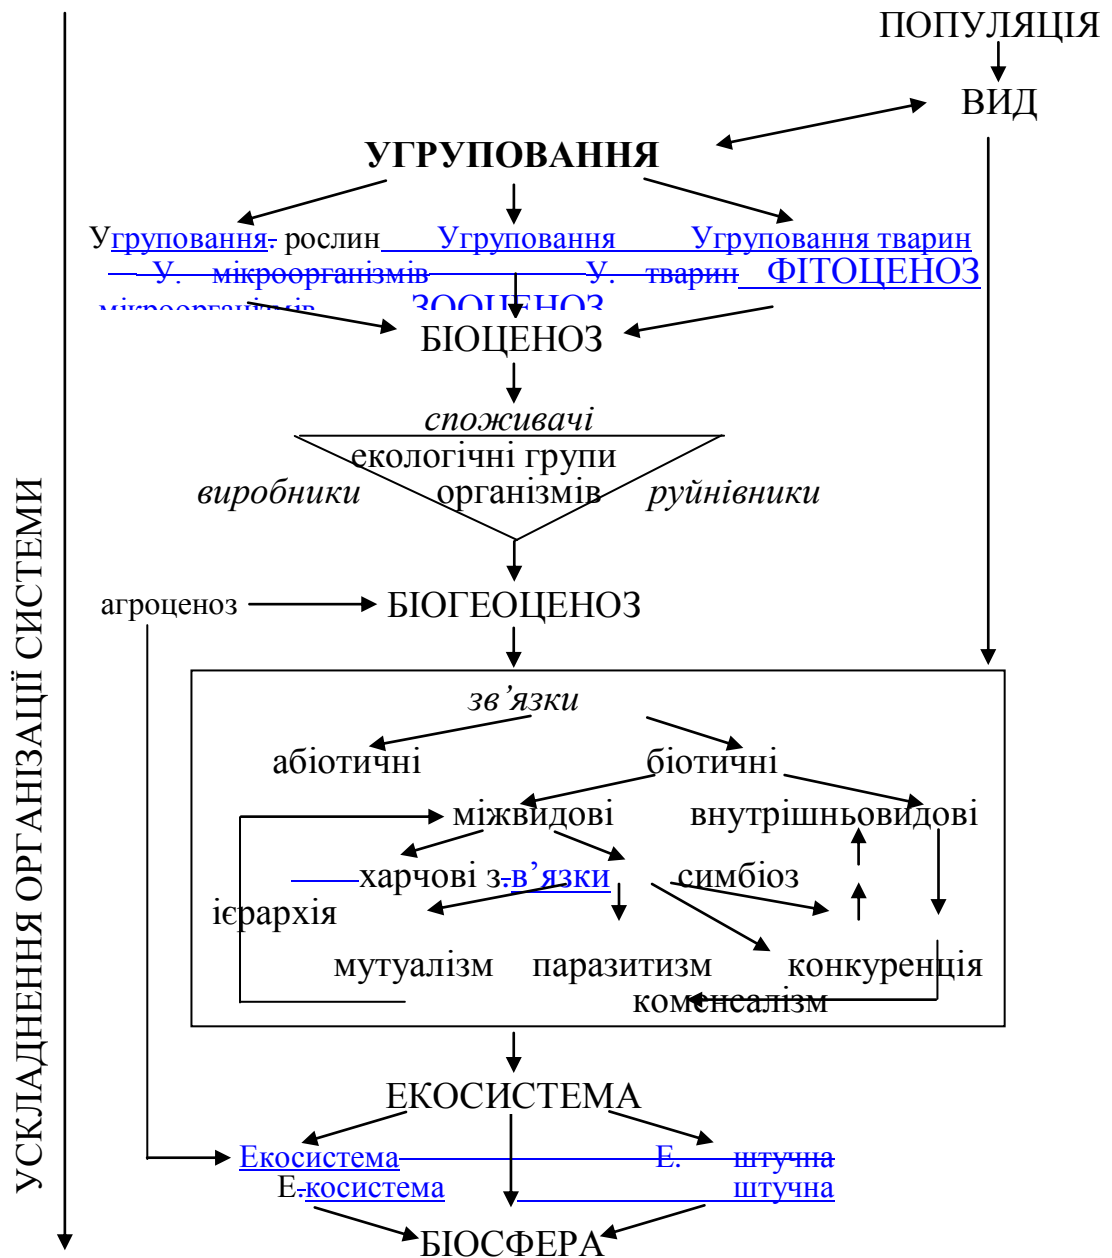 ПОПУЛЯЦІЯ
ВИД
УГРУПОВАННЯ
Угруповання. рослин Угруповання Угруповання тварин
У. мікроорганізмів У. тварин ФІТОЦЕНОЗ
мікроорганізмів ЗООЦЕНОЗ
БІОЦЕНОЗ
споживачі
екологічні групи
виробники організмів руйнівники
агроценоз БІОГЕОЦЕНОЗ
зв’язки
абіотичні біотичні
міжвидові внутрішньовидові
харчові з.в’язки симбіоз
ієрархія
мутуалізм паразитизм конкуренція
коменсалізм
ЕКОСИСТЕМА
Екосистема Е. штучна
Е.косистема штучна
БІОСФЕРА
УСКЛАДНЕННЯ ОРГАНІЗАЦІЇ СИСТЕМИ